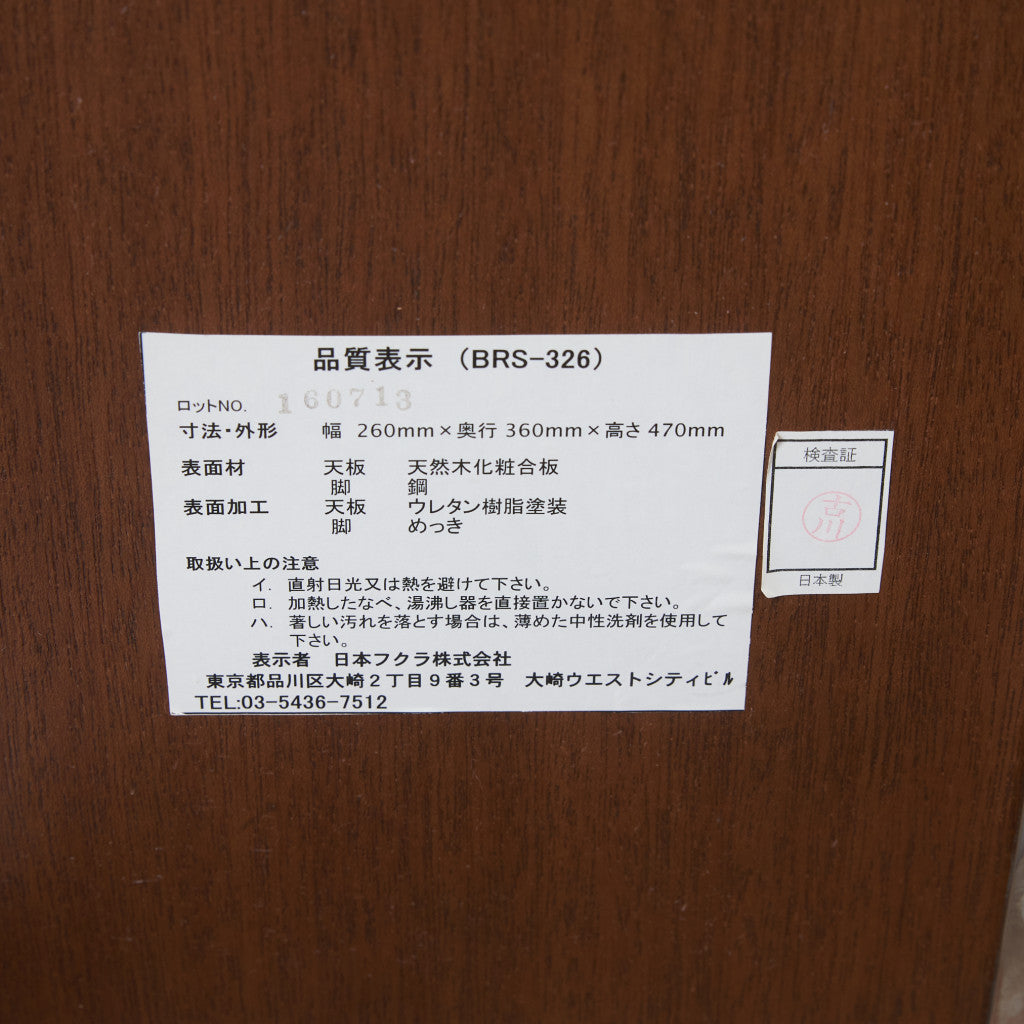 品質表示 (BRS-326)
ロットNO. 160713
寸法・外形 幅 260mm×奥行 360mm×高さ 470mm
表面材 天板 天然木化粧合板
脚 鋼
表面加工 天板 ウレタン樹脂塗装
脚 めっき
取扱い上の注意
イ. 直射日光又は熱を避けて下さい。
ロ. 加熱したなべ、湯沸し器を直接置かないで下さい。
ハ. 著しい汚れを落とす場合は、薄めた中性洗剤を使用して
下さい。
表示者 日本フクラ株式会社
東京都品川区大崎2丁目9番3号 大崎ウエストシティビル
TEL:03-5436-7512
検査証
古川
日本製